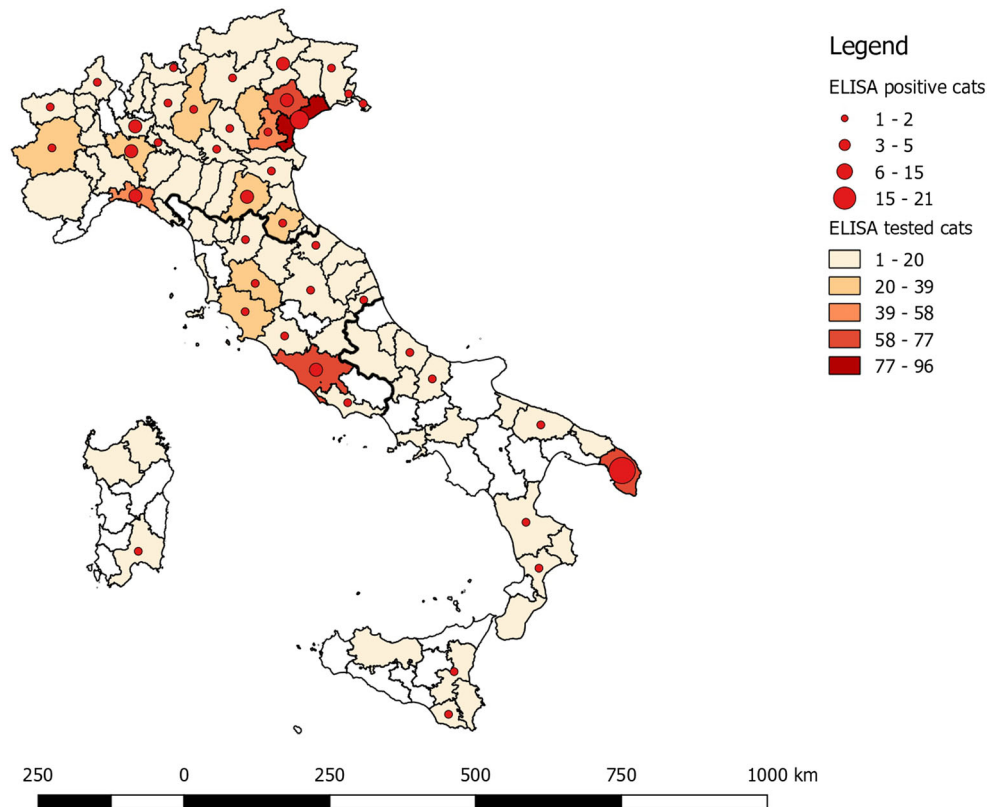 Legend
ELISA positive cats
1 - 2
3 - 5
6 - 15
15 - 21
ELISA tested cats
1 - 20
20 - 39
39 - 58
58 - 77
77 - 96
250 0 250 500 750 1000 km